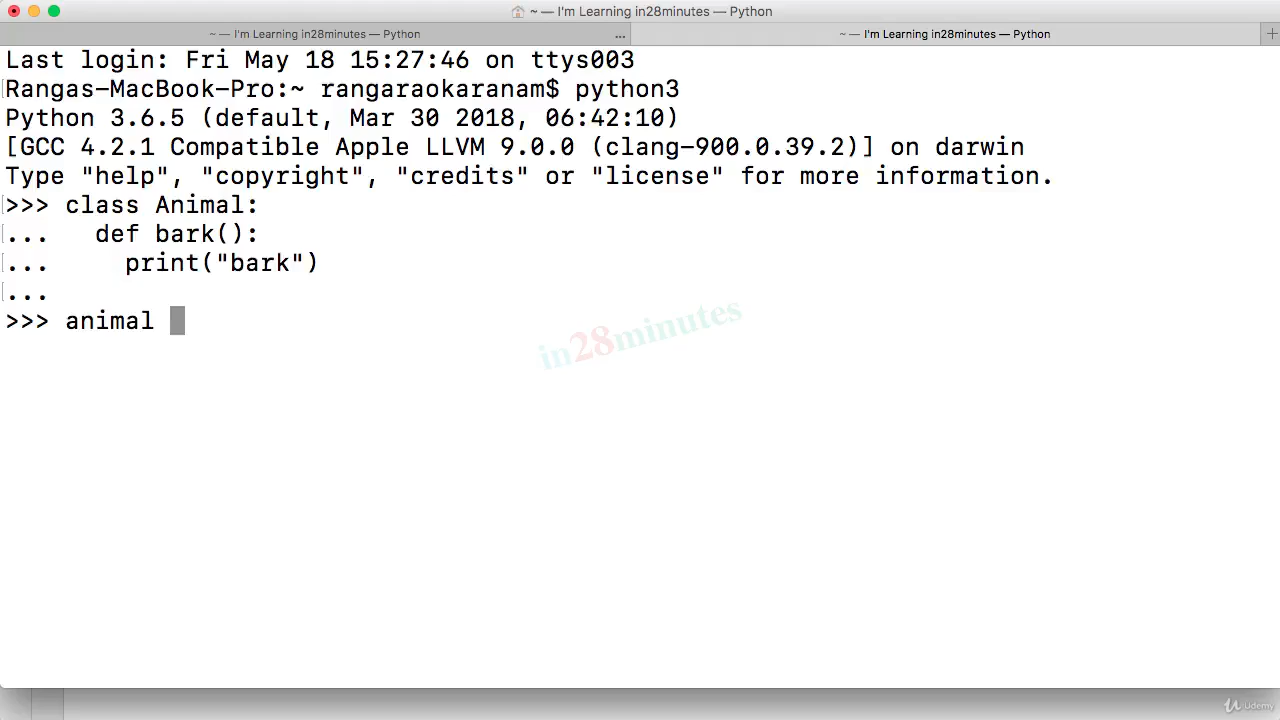 ~ — I'm Learning in28minutes — Python
~ — I'm Learning in28minutes — Python ...
~ — I'm Learning in28minutes — Python +
Last login: Fri May 18 15:27:46 on ttys003
[Rangas-MacBook-Pro:~ rangaraokaranam$ python3
Python 3.6.5 (default, Mar 30 2018, 06:42:10)
[GCC 4.2.1 Compatible Apple LLVM 9.0.0 (clang-900.0.39.2)] on darwin
Type "help", "copyright", "credits" or "license" for more information.
[>>> class Animal:
[...   def bark():
[...     print("bark")
[...
>>> animal
in28minutes
Udemy